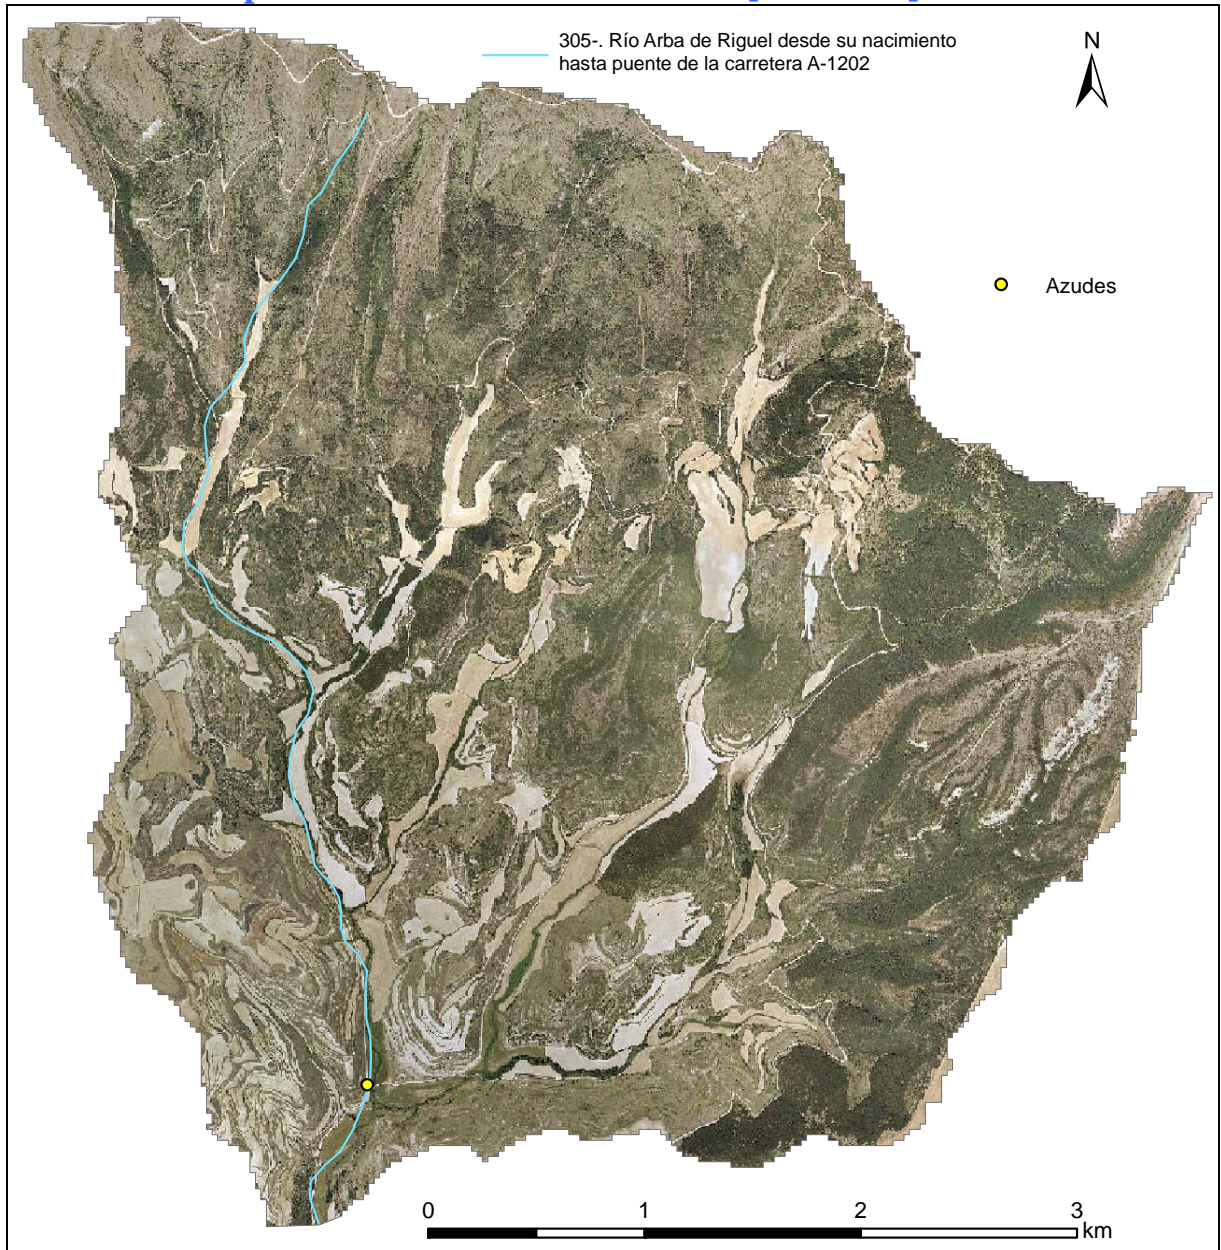 305-. Río Arba de Riguel desde su nacimiento
hasta puente de la carretera A-1202
N
Azudes
0 1 2 3
km